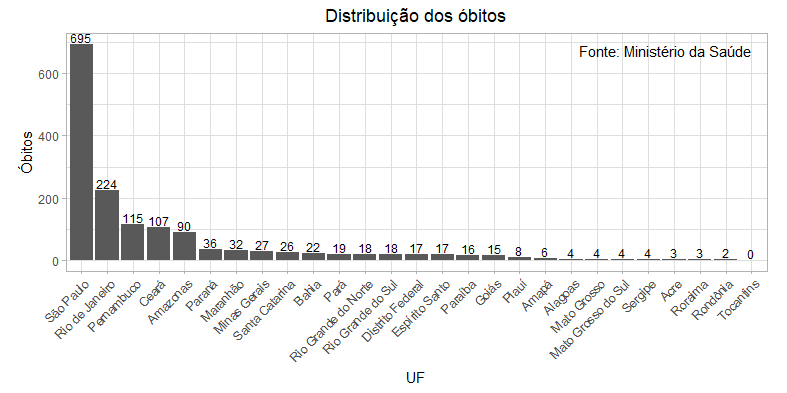 Distribuição dos óbitos
Fonte: Ministério da Saúde
Óbitos
600
400
200
0
695
224
115
107
90
36
32
27
26
22
19
18
18
17
17
16
15
8
6
4
4
4
4
3
3
2
0
São Paulo
Rio de Janeiro
Pernambuco
Ceará
Amazonas
Paraná
Maranhão
Minas Gerais
Santa Catarina
Bahia
Pará
Rio Grande do Norte
Rio Grande do Sul
Distrito Federal
Espírito Santo
Paraíba
Goiás
Piauí
Amapá
Alagoas
Mato Grosso
Mato Grosso do Sul
Sergipe
Acre
Roraima
Rondônia
Tocantins
UF